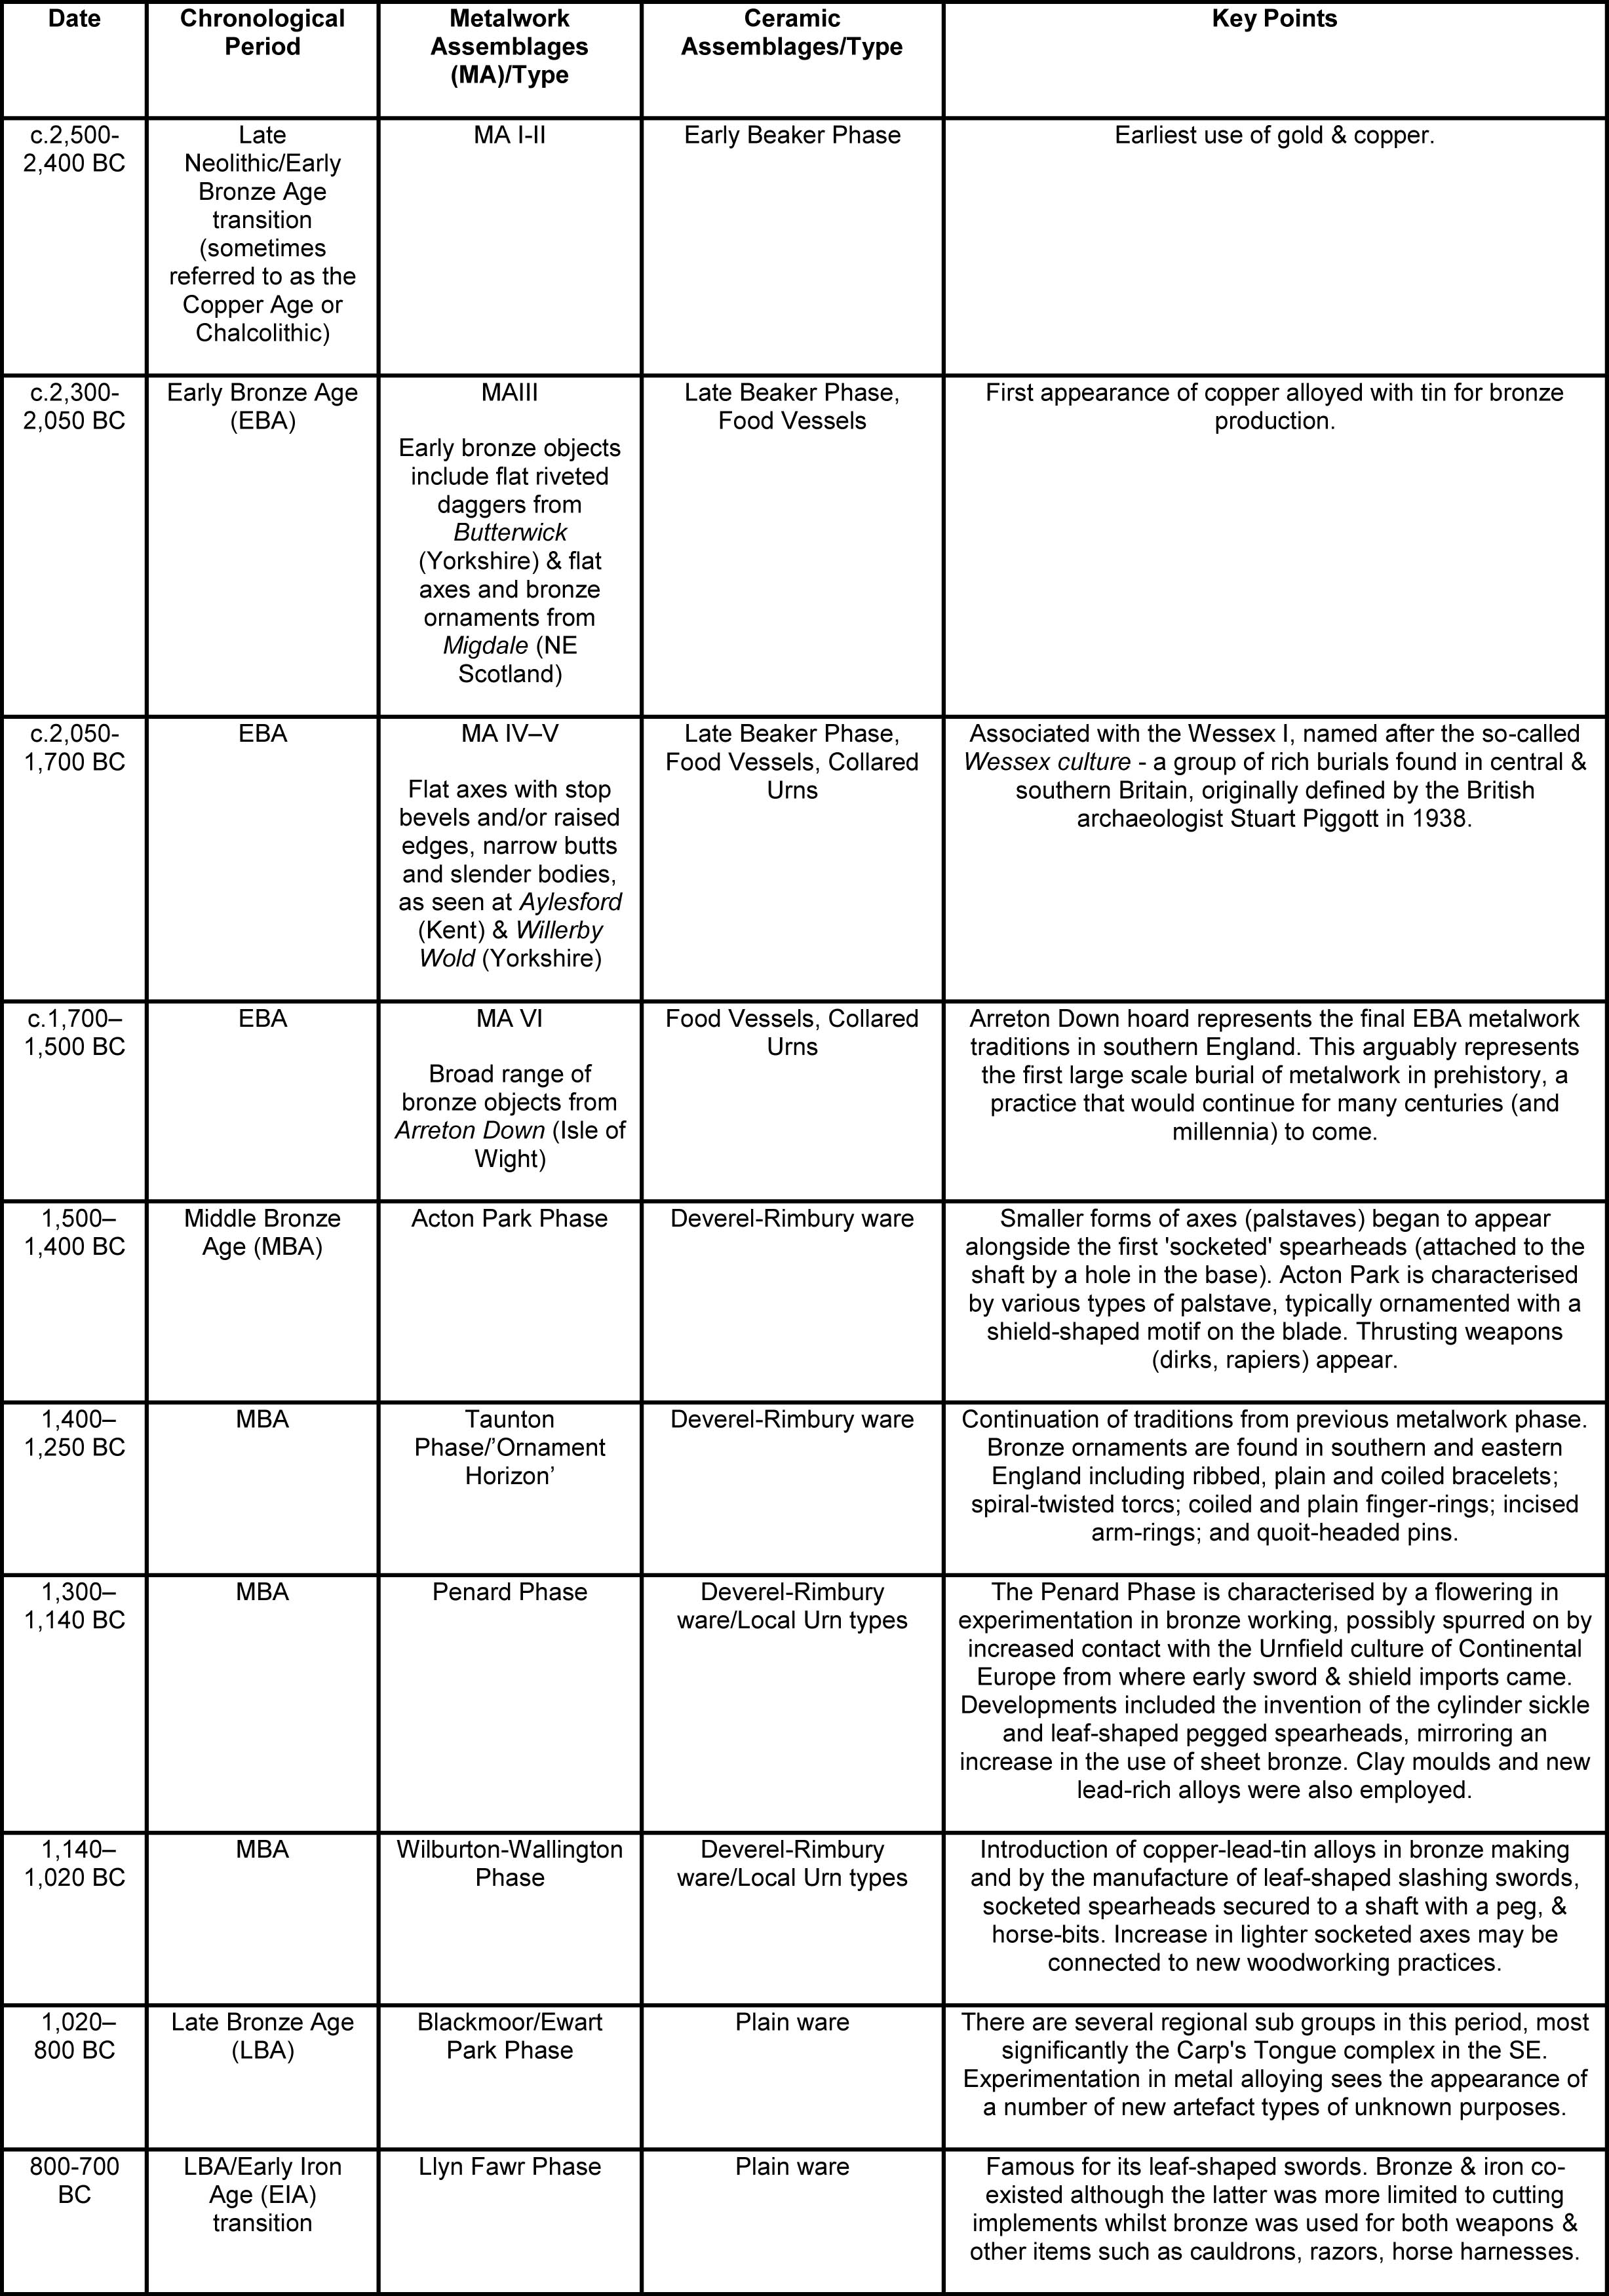 Date
Chronological
Period
Metalwork
Assemblages
(MA)/Type
Ceramic
Assemblages/Type
Key Points
c.2,500-
2,400 BC
Late
Neolithic/Early
Bronze Age
transition
(sometimes
referred to as the
Copper Age or
Chalcolithic)
MA I-II
Early Beaker Phase
Earliest use of gold & copper.
c.2,300-
2,050 BC
Early Bronze Age
(EBA)
MAIII
Early bronze objects
include flat riveted
daggers from
Butterwick
(Yorkshire) & flat
axes and bronze
ornaments from
Migdale (NE
Scotland)
Late Beaker Phase,
Food Vessels
First appearance of copper alloyed with tin for bronze
production.
c.2,050-
1,700 BC
EBA
MA IV–V
Flat axes with stop
bevels and/or raised
edges, narrow butts
and slender bodies,
as seen at Aylesford
(Kent) & Willerby
Wold (Yorkshire)
Late Beaker Phase,
Food Vessels, Collared
Urns
Associated with the Wessex I, named after the so-called
Wessex culture - a group of rich burials found in central &
southern Britain, originally defined by the British
archaeologist Stuart Piggott in 1938.
c.1,700–
1,500 BC
EBA
MA VI
Broad range of
bronze objects from
Arreton Down (Isle of
Wight)
Food Vessels, Collared
Urns
Arreton Down hoard represents the final EBA metalwork
traditions in southern England. This arguably represents
the first large scale burial of metalwork in prehistory, a
practice that would continue for many centuries (and
millennia) to come.
1,500–
1,400 BC
Middle Bronze
Age (MBA)
Acton Park Phase
Deverel-Rimbury ware
Smaller forms of axes (palstaves) began to appear
alongside the first 'socketed' spearheads (attached to the
shaft by a hole in the base). Acton Park is characterised
by various types of palstave, typically ornamented with a
shield-shaped motif on the blade. Thrusting weapons
(dirks, rapiers) appear.
1,400–
1,250 BC
MBA
Taunton
Phase/’Ornament
Horizon’
Deverel-Rimbury ware
Continuation of traditions from previous metalwork phase.
Bronze ornaments are found in southern and eastern
England including ribbed, plain and coiled bracelets;
spiral-twisted torcs; coiled and plain finger-rings; incised
arm-rings; and quoit-headed pins.
1,300–
1,140 BC
MBA
Penard Phase
Deverel-Rimbury
ware/Local Urn types
The Penard Phase is characterised by a flowering in
experimentation in bronze working, possibly spurred on by
increased contact with the Urnfield culture of Continental
Europe from where early sword & shield imports came.
Developments included the invention of the cylinder sickle
and leaf-shaped pegged spearheads, mirroring an
increase in the use of sheet bronze. Clay moulds and new
lead-rich alloys were also employed.
1,140–
1,020 BC
MBA
Wilburton-Wallington
Phase
Deverel-Rimbury
ware/Local Urn types
Introduction of copper-lead-tin alloys in bronze making
and by the manufacture of leaf-shaped slashing swords,
socketed spearheads secured to a shaft with a peg, &
horse-bits. Increase in lighter socketed axes may be
connected to new woodworking practices.
1,020–
800 BC
Late Bronze Age
(LBA)
Blackmoor/Ewart
Park Phase
Plain ware
There are several regional sub groups in this period, most
significantly the Carp's Tongue complex in the SE.
Experimentation in metal alloying sees the appearance of
a number of new artefact types of unknown purposes.
800-700
BC
LBA/Early Iron
Age (EIA)
transition
Llyn Fawr Phase
Plain ware
Famous for its leaf-shaped swords. Bronze & iron co-
existed although the latter was more limited to cutting
implements whilst bronze was used for both weapons &
other items such as cauldrons, razors, horse harnesses.